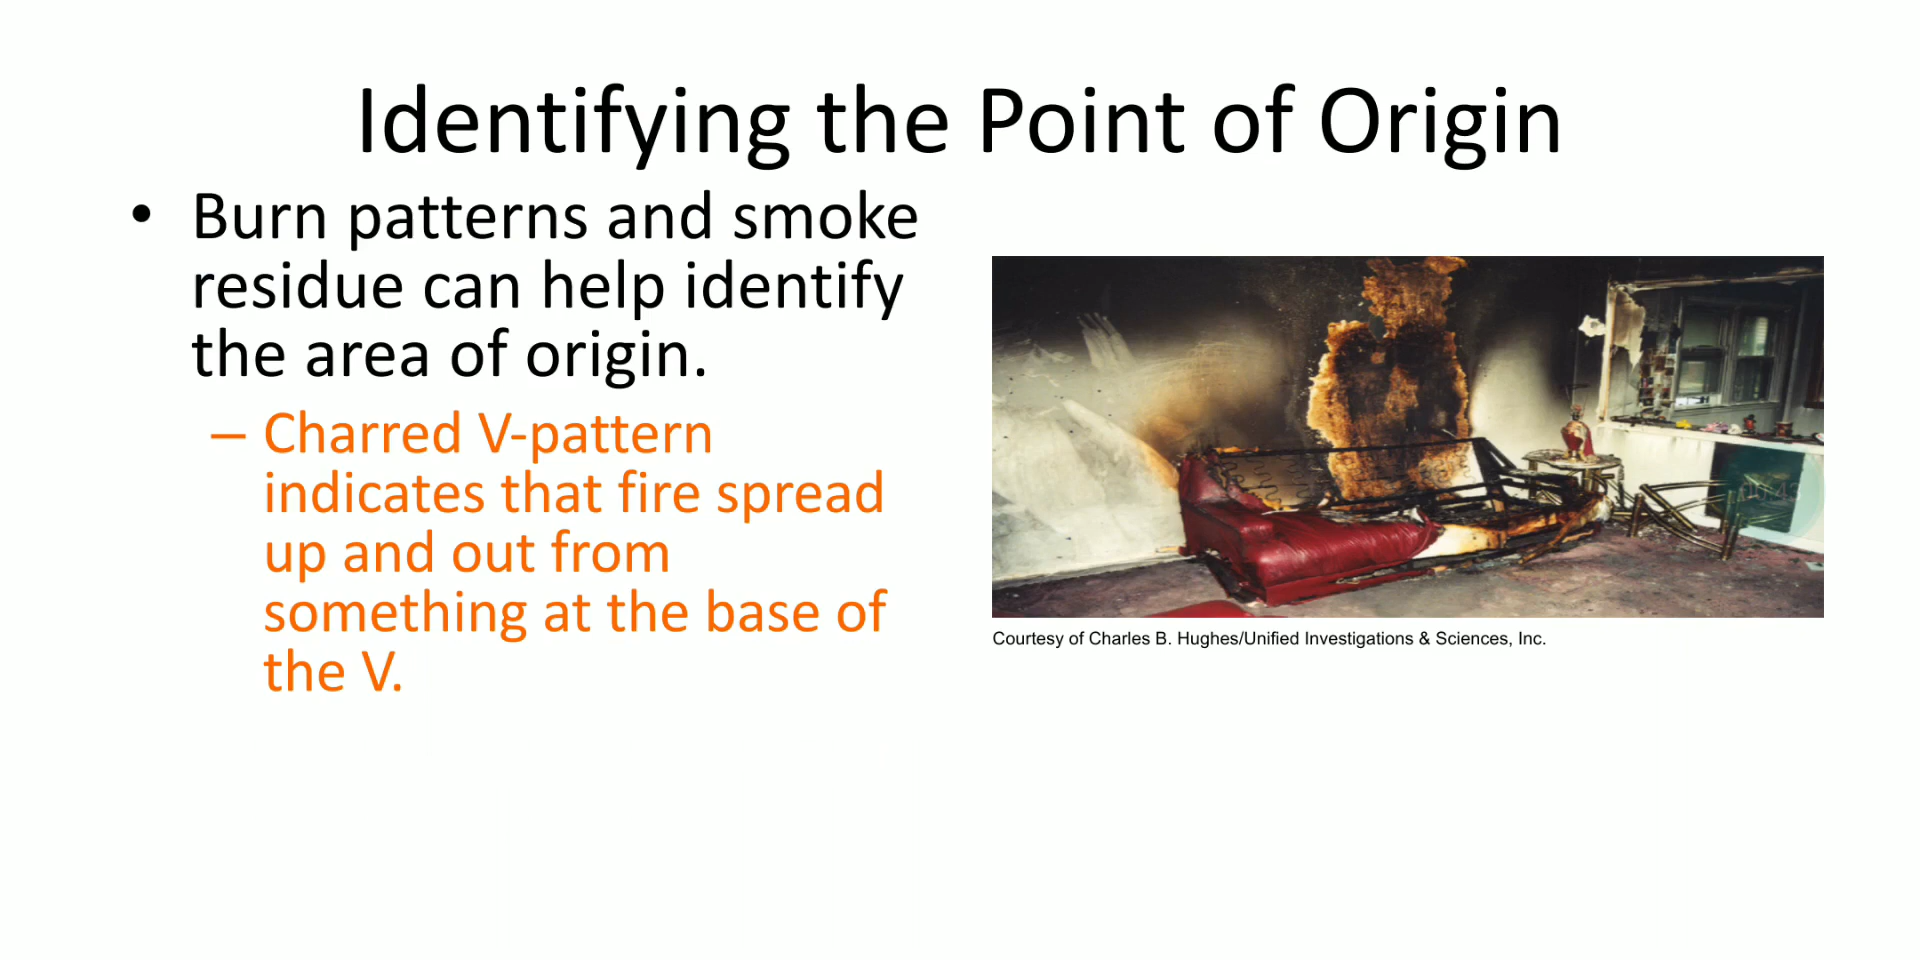 Identifying the Point of Origin
• Burn patterns and smoke
residue can help identify
the area of origin.
– Charred V-pattern
indicates that fire spread
up and out from
something at the base of
the V.
Courtesy of Charles B. Hughes/Unified Investigations & Sciences, Inc.